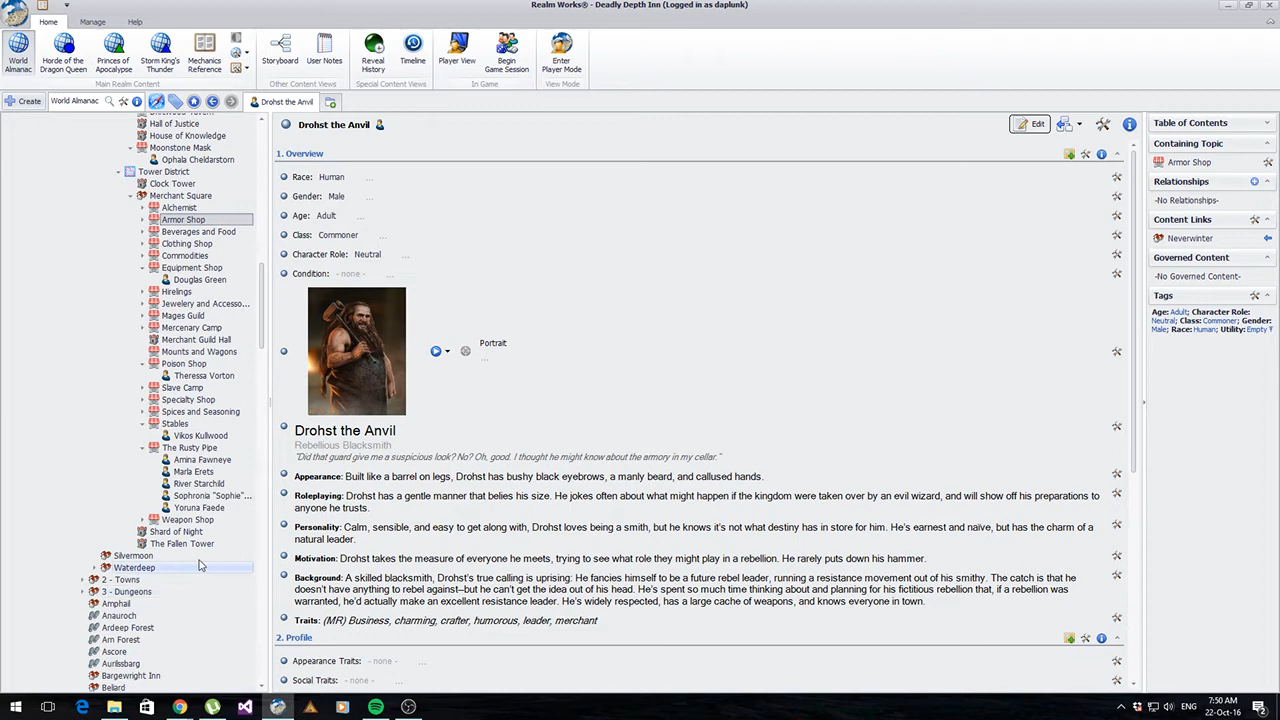 Realm Works® - Deadly Depth Inn (Logged in as daplunk)
Home
Manage
Help
World
Almanac
Horde of the
Dragon Queen
Princes of
Apocalypse
Storm King's
Thunder
Mechanics
Reference
Main Realm Content
Storyboard
User Notes
Other Content Views
Reveal
History
Timeline
Special Content Views
Player View
Begin
Game Session
In Game
Enter
Player Mode
View Mode
Create
World Almanac
Drohst the Anvil
Hall of Justice
House of Knowledge
Moonstone Mask
Ophala Cheldarstorn
Tower District
Clock Tower
Merchant Square
Alchemist
Armor Shop
Beverages and Food
Clothing Shop
Commodities
Equipment Shop
Douglas Green
Hirelings
Jewelery and Accesso...
Mages Guild
Mercenary Camp
Merchant Guild Hall
Mounts and Wagons
Poison Shop
Theressa Vorton
Slave Camp
Specialty Shop
Spices and Seasoning
Stables
Vikos Kullwood
The Rusty Pipe
Amina Fawneye
Marla Erets
River Starchild
Sophronia "Sophie"...
Yoruna Faede
Weapon Shop
Shard of Night
The Fallen Tower
Silvermoon
Waterdeep
2 - Towns
3 - Dungeons
Amphail
Anauroch
Ardeep Forest
Arn Forest
Ascore
Aurilssbarg
Bargewright Inn
Beliard
Drohst the Anvil
Edit
1. Overview
Race: Human ...
Gender: Male ...
Age: Adult ...
Class: Commoner ...
Character Role: Neutral ...
Condition: - none - ...
Portrait
...
Drohst the Anvil
Rebellious Blacksmith
"Did that guard give me a suspicious look? No? Oh, good. I thought he might know about the armory in my cellar."
Appearance: Built like a barrel on legs, Drohst has bushy black eyebrows, a manly beard, and callused hands.
Roleplaying: Drohst has a gentle manner that belies his size. He jokes often about what might happen if the kingdom were taken over by an evil wizard, and will show off his preparations to
anyone he trusts.
Personality: Calm, sensible, and easy to get along with, Drohst loves being a smith, but he knows it's not what destiny has in store for him. He's earnest and naïve, but has the charm of a
natural leader.
Motivation: Drohst takes the measure of everyone he meets, trying to see what role they might play in a rebellion. He rarely puts down his hammer.
Background: A skilled blacksmith, Drohst's true calling is uprising: He fancies himself to be a future rebel leader, running a resistance movement out of his smithy. The catch is that he
doesn't have anything to rebel against–but he can't get the idea out of his head. He's spent so much time thinking about and planning for his fictitious rebellion that, if a rebellion was
warranted, he'd actually make an excellent resistance leader. He's widely respected, has a large cache of weapons, and knows everyone in town.
Traits: (MR) Business, charming, crafter, humorous, leader, merchant
2. Profile
Appearance Traits: - none - ...
Social Traits: - none - ...
Table of Contents
Containing Topic
Armor Shop
Relationships
-No Relationships-
Content Links
Neverwinter
Governed Content
-No Governed Content-
Tags
Age: Adult; Character Role:
Neutral; Class: Commoner; Gender:
Male; Race: Human; Utility: Empty
ENG
7:50 AM
22-Oct-16